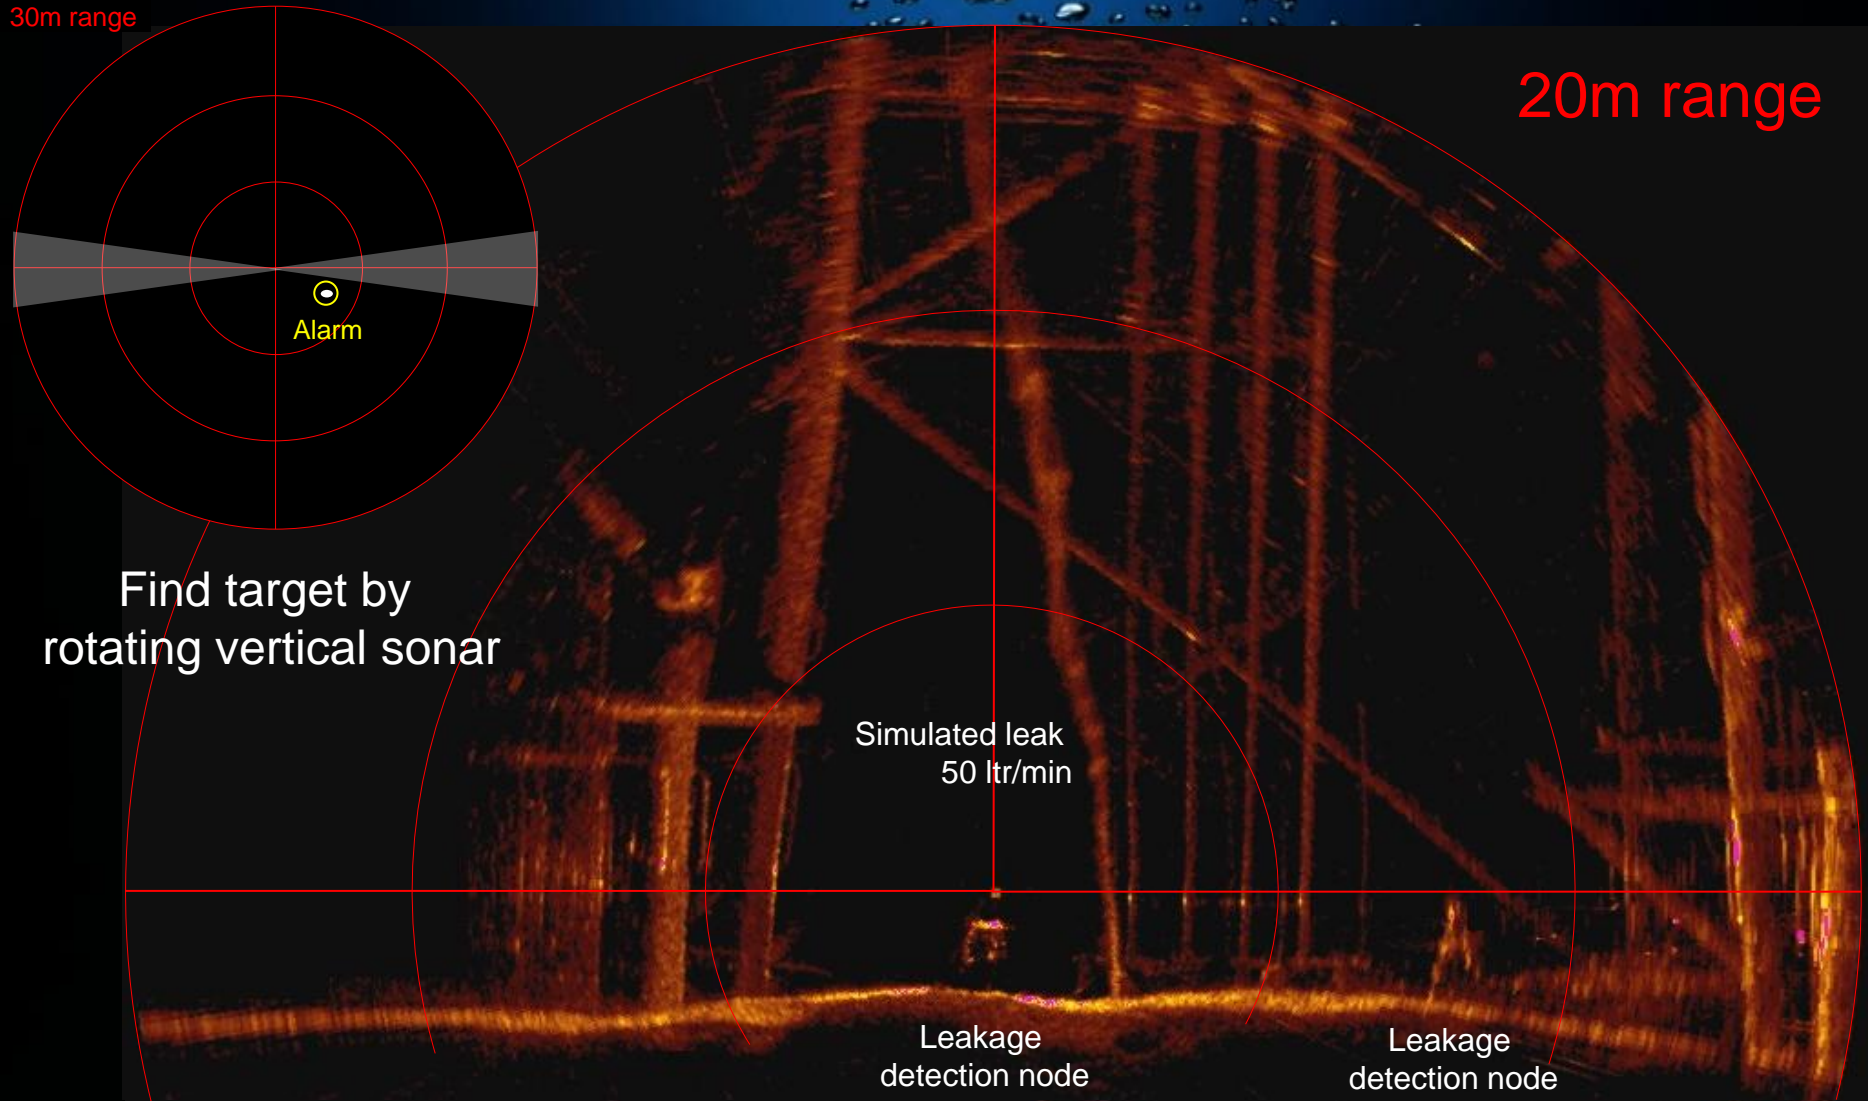 30m range
20m range
Alarm
Find target by
rotating vertical sonar
Simulated leak
50 ltr/min
Leakage
detection node
Leakage
detection node